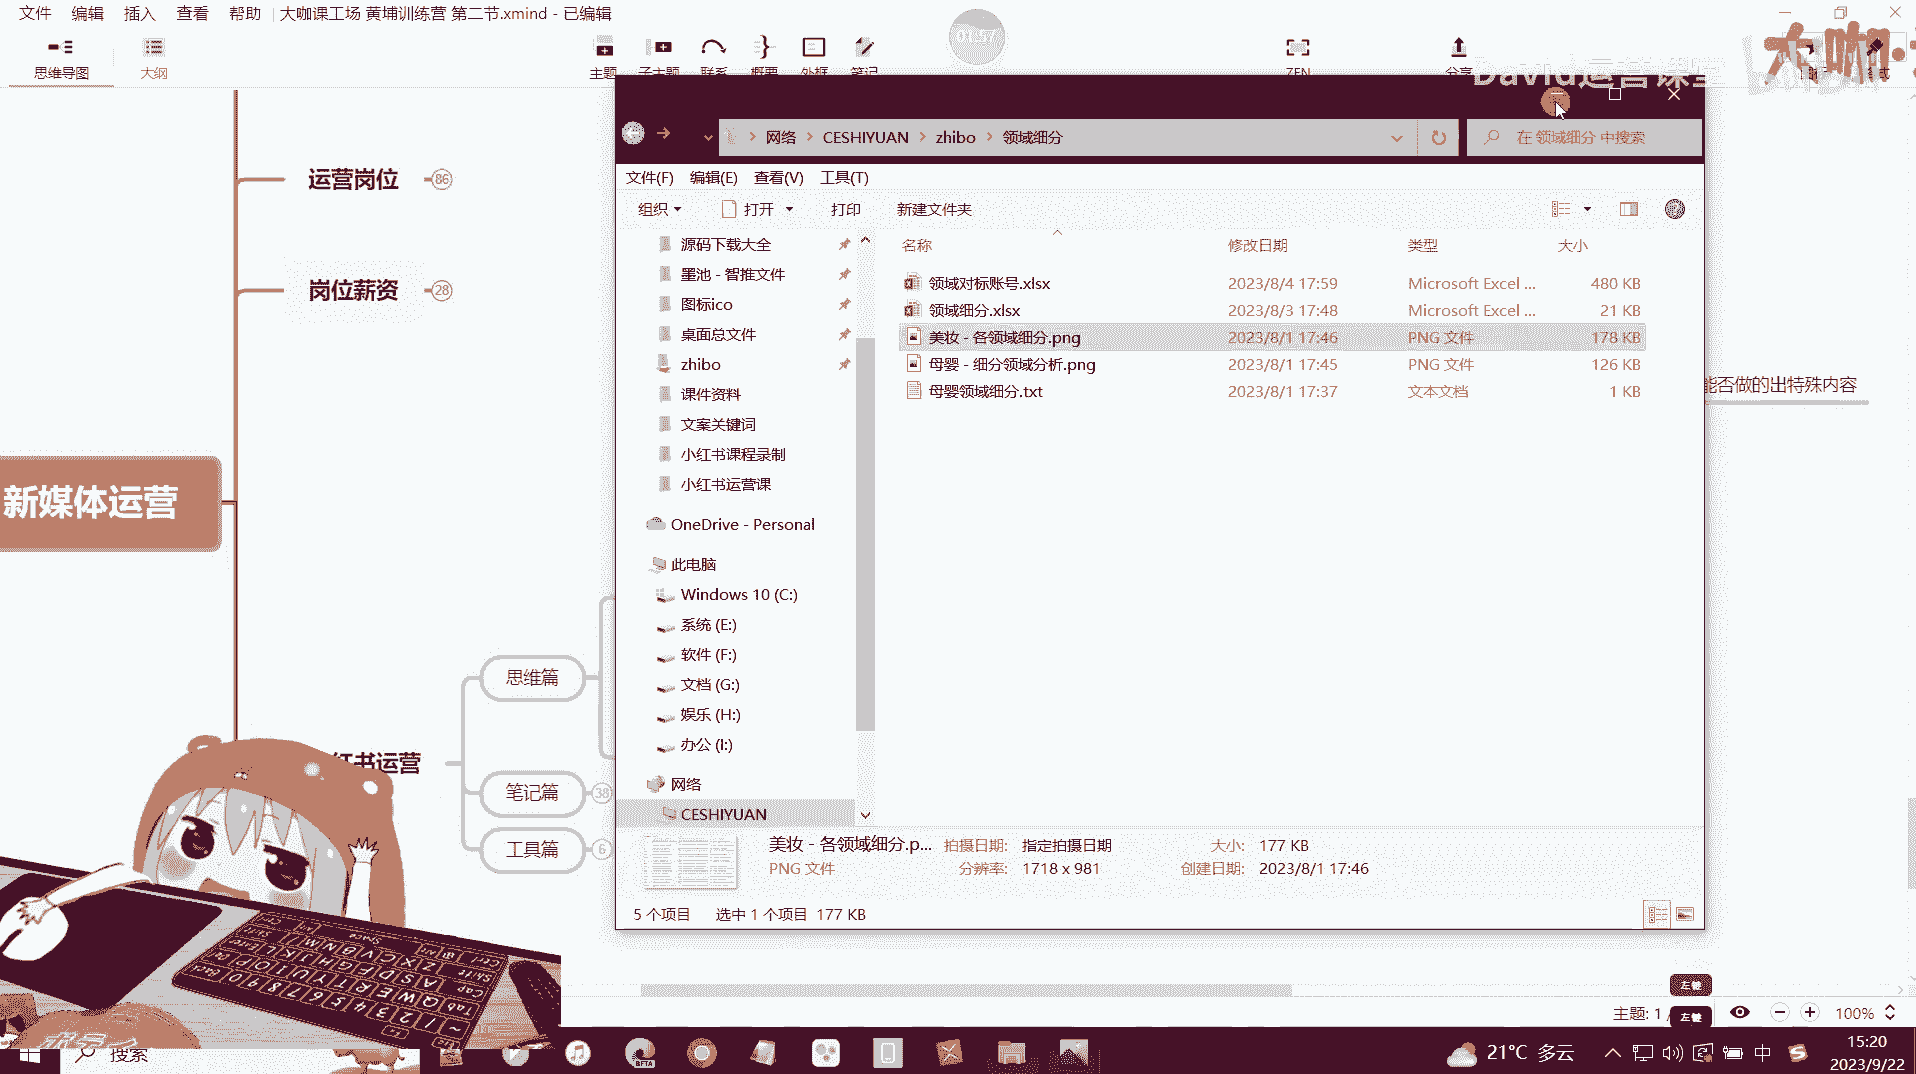 文件 编辑 插入 查看 帮助 大咖课工场 黄埔训练营 第二节.xmind - 已编辑
思维导图 大纲 主题 子主题 联系 概要 外框 笔记 ZEN 分享
01:57
大咖
David运营课堂
bilibili
网络 CESHIYUAN zhibo 领域细分
在 领域细分 中搜索
文件(F) 编辑(E) 查看(V) 工具(T)
组织 打开 打印 新建文件夹
运营岗位 86
岗位薪资 28
新媒体运营
红书运营
思维篇
笔记篇 38
工具篇 6
能否做的出特殊内容
源码下载大全
墨池 - 智推文件
图标ico
桌面总文件
zhibo
课件资料
文案关键词
小红书课程录制
小红书运营课
OneDrive - Personal
此电脑
Windows 10 (C:)
系统 (E:)
软件 (F:)
文档 (G:)
娱乐 (H:)
办公 (I:)
网络
CESHIYUAN
名称 修改日期 类型 大小
领域对标账号.xlsx 2023/8/4 17:59 Microsoft Excel ... 480 KB
领域细分.xlsx 2023/8/3 17:48 Microsoft Excel ... 21 KB
美妆 - 各领域细分.png 2023/8/1 17:46 PNG 文件 178 KB
母婴 - 细分领域分析.png 2023/8/1 17:45 PNG 文件 126 KB
母婴领域细分.txt 2023/8/1 17:37 文本文档 1 KB
美妆 - 各领域细分.p... 拍摄日期: 指定拍摄日期 大小: 177 KB
PNG 文件 分辨率: 1718 x 981 创建日期: 2023/8/1 17:46
5 个项目 选中 1 个项目 177 KB
左键
主题: 1 / 左键 100%
搜索
BETA
21°C 多云
中
15:20
2023/9/22